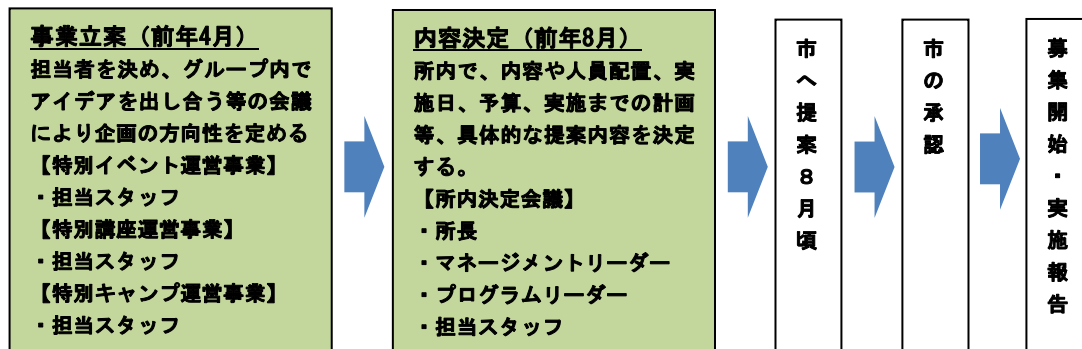 事業立案（前年4月）
担当者を決め、グループ内で
アイデアを出し合う等の会議
により企画の方向性を定める
【特別イベント運営事業】
・担当スタッフ
【特別講座運営事業】
・担当スタッフ
【特別キャンプ運営事業】
・担当スタッフ
内容決定（前年8月）
所内で、内容や人員配置、実
施日、予算、実施までの計画
等、具体的な提案内容を決定
する。
【所内決定会議】
・所長
・マネージメントリーダー
・プログラムリーダー
・担当スタッフ
市へ提案８月頃
市の承認
募集開始・実施報告